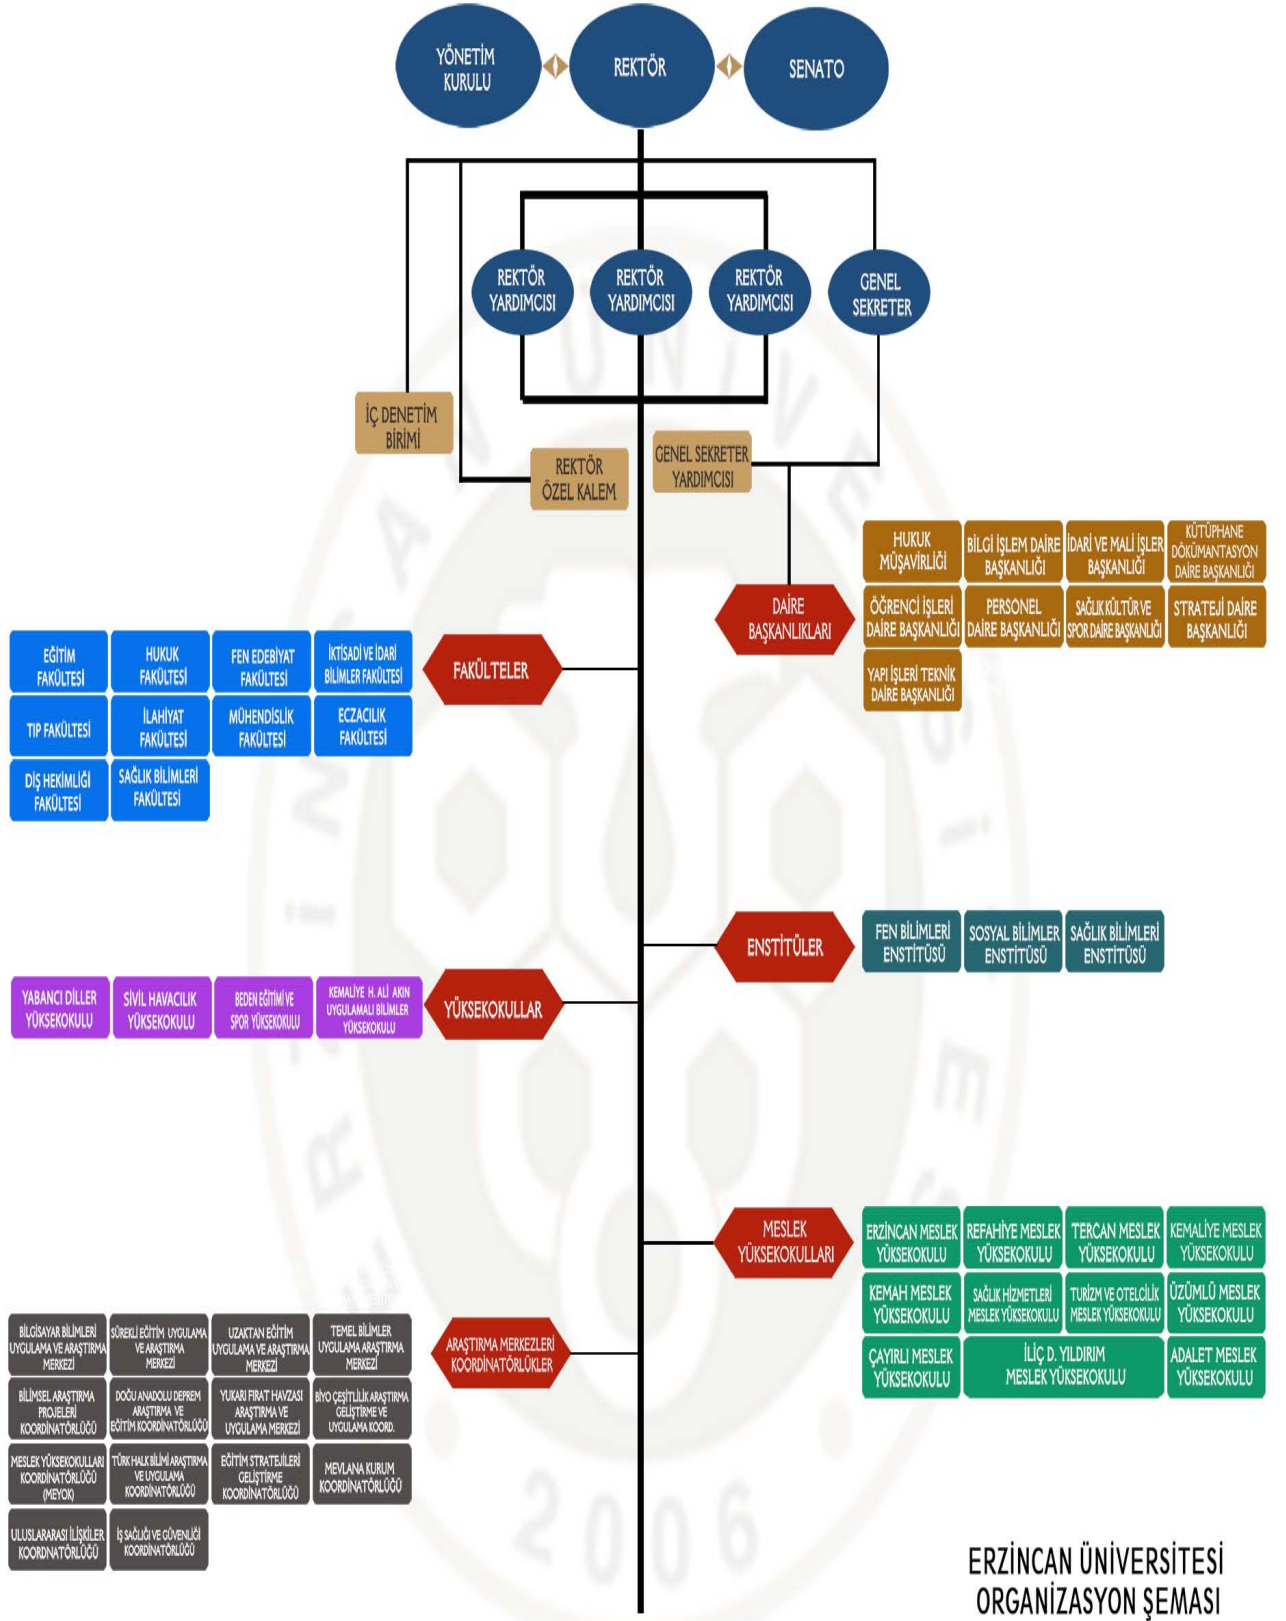 YÖNETİM
KURULU
REKTÖR
SENATO
REKTÖR
YARDIMCISI
REKTÖR
YARDIMCISI
REKTÖR
YARDIMCISI
GENEL
SEKRETER
İÇ DENETİM
BİRİMİ
REKTÖR
ÖZEL KALEM
GENEL SEKRETER
YARDIMCISI
DAİRE
BAŞKANLIKLARI
HUKUK
MÜŞAVİRLİĞİ
BİLGİ İŞLEM DAİRE
BAŞKANLIĞI
İDARİ VE MALİ İŞLER
BAŞKANLIĞI
KÜTÜPHANE
DÖKÜMANTASYON
DAİRE BAŞKANLIĞI
ÖĞRENCİ İŞLERİ
DAİRE BAŞKANLIĞI
PERSONEL
DAİRE BAŞKANLIĞI
SAĞLIK KÜLTÜR VE
SPOR DAİRE BAŞKANLIĞI
STRATEJİ DAİRE
BAŞKANLIĞI
YAPI İŞLERİ TEKNİK
DAİRE BAŞKANLIĞI
FAKÜLTELER
EĞİTİM
FAKÜLTESİ
HUKUK
FAKÜLTESİ
FEN EDEBİYAT
FAKÜLTESİ
İKTİSADİ VE İDARİ
BİLİMLER FAKÜLTESİ
TIP FAKÜLTESİ
İLAHİYAT
FAKÜLTESİ
MÜHENDİSLİK
FAKÜLTESİ
ECZACILIK
FAKÜLTESİ
DİŞ HEKİMLİĞİ
FAKÜLTESİ
SAĞLIK BİLİMLERİ
FAKÜLTESİ
ENSTİTÜLER
FEN BİLİMLERİ
ENSTİTÜSÜ
SOSYAL BİLİMLER
ENSTİTÜSÜ
SAĞLIK BİLİMLERİ
ENSTİTÜSÜ
YÜKSEKOKULLAR
YABANCI DİLLER
YÜKSEKOKULU
SİVİL HAVACILIK
YÜKSEKOKULU
BEDEN EĞİTİMİ VE
SPOR YÜKSEKOKULU
KEMALİYE H. ALİ AKIN
UYGULAMALI BİLİMLER
YÜKSEKOKULU
MESLEK
YÜKSEKOKULLARI
ERZİNCAN MESLEK
YÜKSEKOKULU
REFAHİYE MESLEK
YÜKSEKOKULU
TERCAN MESLEK
YÜKSEKOKULU
KEMALİYE MESLEK
YÜKSEKOKULU
KEMAH MESLEK
YÜKSEKOKULU
SAĞLIK HİZMETLERİ
MESLEK YÜKSEKOKULU
TURİZM VE OTELCİLİK
MESLEK YÜKSEKOKULU
ÜZÜMLÜ MESLEK
YÜKSEKOKULU
ÇAYIRLI MESLEK
YÜKSEKOKULU
İLİÇ D. YILDIRIM
MESLEK YÜKSEKOKULU
ADALET MESLEK
YÜKSEKOKULU
ARAŞTIRMA MERKEZLERİ
KOORDİNATÖRLÜKLER
BİLGİSAYAR BİLİMLERİ
UYGULAMA VE ARAŞTIRMA
MERKEZİ
SÜREKLİ EĞİTİM UYGULAMA
VE ARAŞTIRMA
MERKEZİ
UZAKTAN EĞİTİM
UYGULAMA VE ARAŞTIRMA
MERKEZİ
TEMEL BİLİMLER
UYGULAMA ARAŞTIRMA
MERKEZİ
BİLİMSEL ARAŞTIRMA
PROJELERİ
KOORDİNATÖRLÜĞÜ
DOĞU ANADOLU DEPREM
ARAŞTIRMA VE
EĞİTİM KOORDİNATÖRLÜĞÜ
YUKARI FIRAT HAVZASI
ARAŞTIRMA VE
UYGULAMA MERKEZİ
BİYO ÇEŞİTLİLİK ARAŞTIRMA
GELİŞTİRME VE
UYGULAMA KOORD.
MESLEK YÜKSEKOKULLARI
KOORDİNATÖRLÜĞÜ
(MEYOK)
TÜRK HALK BİLİMİ ARAŞTIRMA
VE UYGULAMA
KOORDİNATÖRLÜĞÜ
EĞİTİM STRATEJİLERİ
GELİŞTİRME
KOORDİNATÖRLÜĞÜ
MEVLANA KURUM
KOORDİNATÖRLÜĞÜ
ULUSLARARASI İLİŞKİLER
KOORDNATÖRLÜĞÜ
İŞ SAĞLIĞI VE GÜVENLİĞİ
KOORDİNATÖRLÜĞÜ
ERZİNCAN ÜNİVERSİTESİ
2006
ERZİNCAN ÜNİVERSİTESİ
ORGANİZASYON ŞEMASI